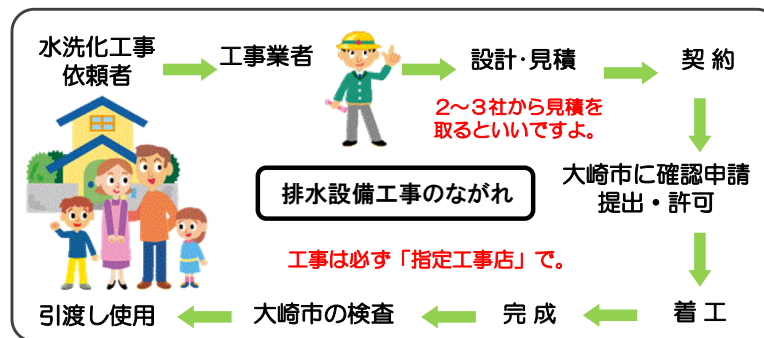 水洗化工事
依頼者
工事業者
設計･見積
契 約
2～3社から見積を
取るといいですよ。
大崎市に確認申請
提出・許可
排水設備工事のながれ
工事は必ず「指定工事店」で。
着 工
完 成
大崎市の検査
引渡し使用